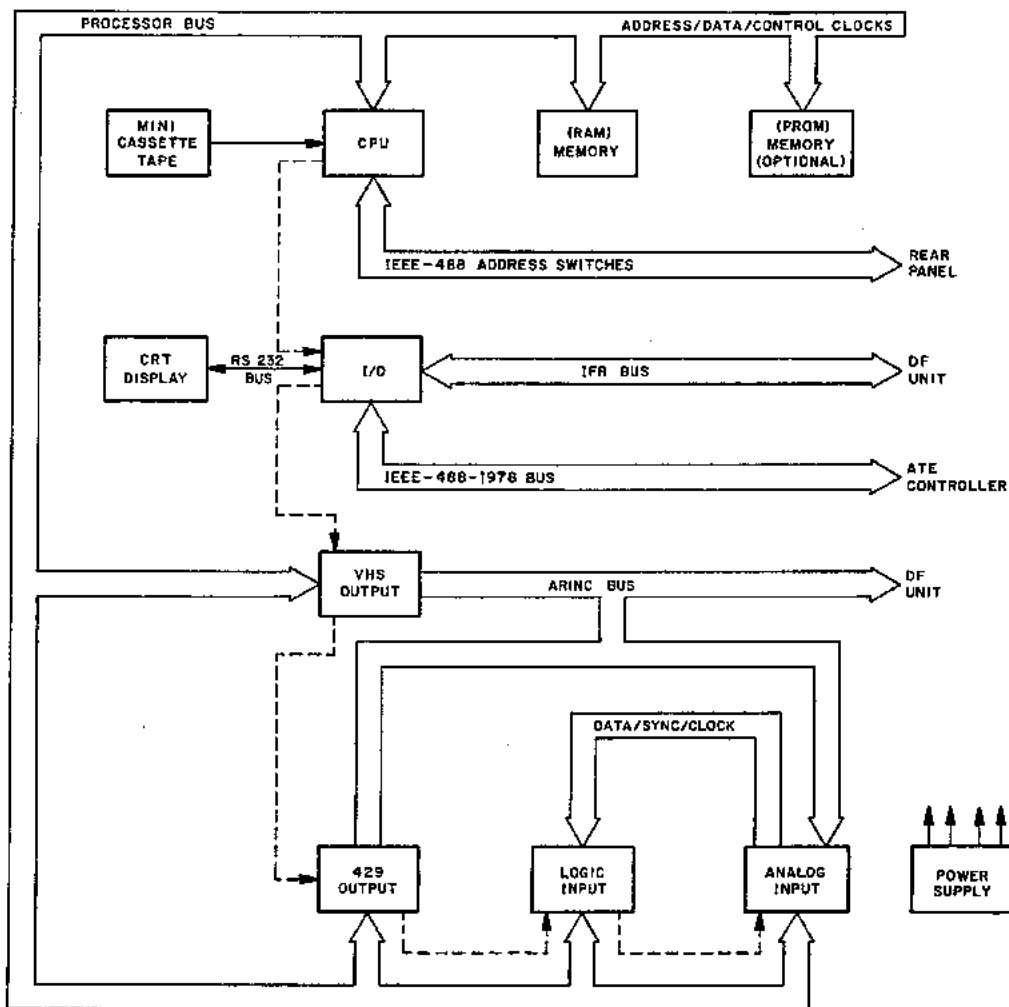 PROCESSOR BUS
ADDRESS/DATA/CONTROL CLOCKS
MINI
CASSETTE
TAPE
CPU
(RAM)
MEMORY
(PROM)
MEMORY
(OPTIONAL)
IEEE-488 ADDRESS SWITCHES
REAR
PANEL
CRT
DISPLAY
RS 232
BUS
I/O
IFR BUS
DF
UNIT
IEEE-488-1978 BUS
ATE
CONTROLLER
VHS
OUTPUT
ARINC BUS
DF
UNIT
DATA/SYNC/CLOCK
429
OUTPUT
LOGIC
INPUT
ANALOG
INPUT
POWER
SUPPLY